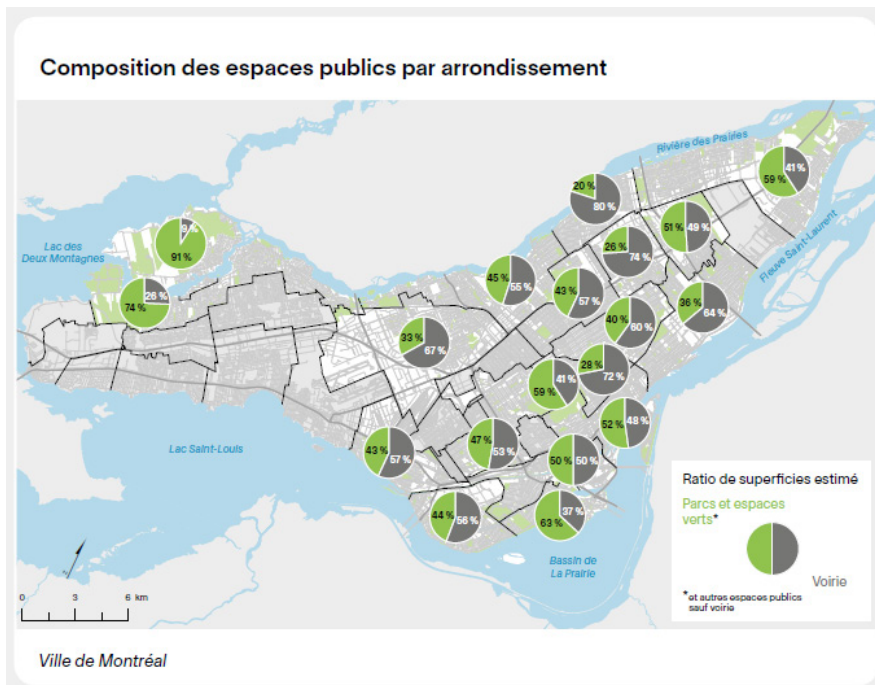 Composition des espaces publics par arrondissement
Rivière des Prairies
41 %
59 %
20 %
80 %
51 %
49 %
9 %
91 %
Lac des
Deux Montagnes
26 %
74 %
Fleuve Saint-Laurent
45 %
55 %
26 %
74 %
43 %
57 %
36 %
64 %
40 %
60 %
33 %
67 %
28 %
72 %
59 %
41 %
52 %
48 %
Lac Saint-Louis
43 %
57 %
47 %
53 %
50 %
50 %
44 %
56 %
63 %
37 %
Bassin de
La Prairie
Ratio de superficies estimé
Parcs et espaces
verts*
Voirie
*et autres espaces publics
sauf voirie
0 3 6 km
Ville de Montréal